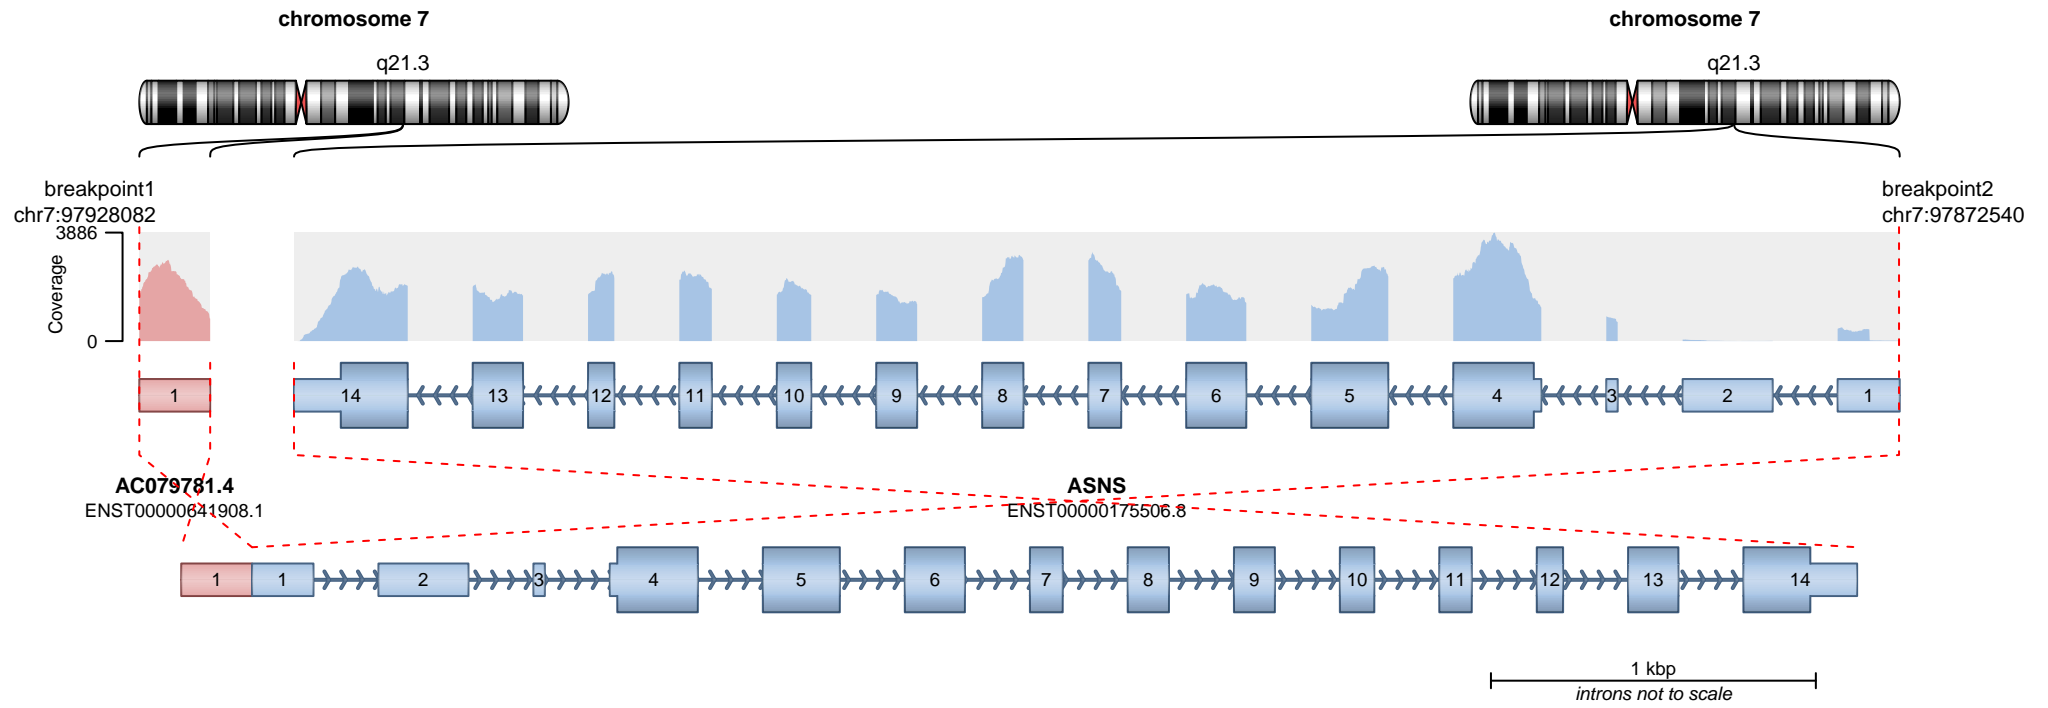 chromosome 7
chromosome 7
q21.3
q21.3
breakpoint1
chr7:97928082
breakpoint2
chr7:97872540
3886
Coverage
0
1
14
13
12
11
10
9
8
7
6
5
4
3
2
1
AC079781.4
ENST00000641908.1
ASNS
ENST00000175506.8
1
1
2
3
4
5
6
7
8
9
10
11
12
13
14
1 kbp
introns not to scale